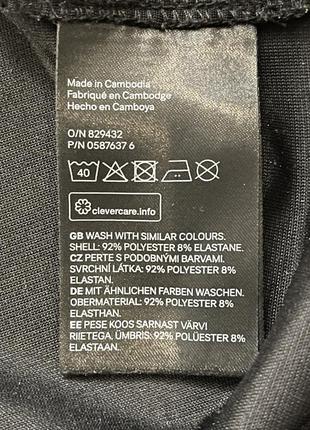 Made in Cambodia
Fabriqué en Cambodge
Hecho en Camboya
O/N 829432
P/N 0587637 6
40
clevercare.info
GB WASH WITH SIMILAR COLOURS.
SHELL: 92% POLYESTER 8% ELASTANE.
CZ PERTE S PODOBNÝMI BARVAMI.
SVRCHNÍ LÁTKA: 92% POLYESTER 8%
ELASTAN.
DE MIT ÄHNLICHEN FARBEN WASCHEN.
OBERMATERIAL: 92% POLYESTER 8%
ELASTHAN.
EE PESE KOOS SARNAST VÄRVI
RIIETEGA. ÜMBRIS: 92% POLÜESTER 8%
ELASTAAN.